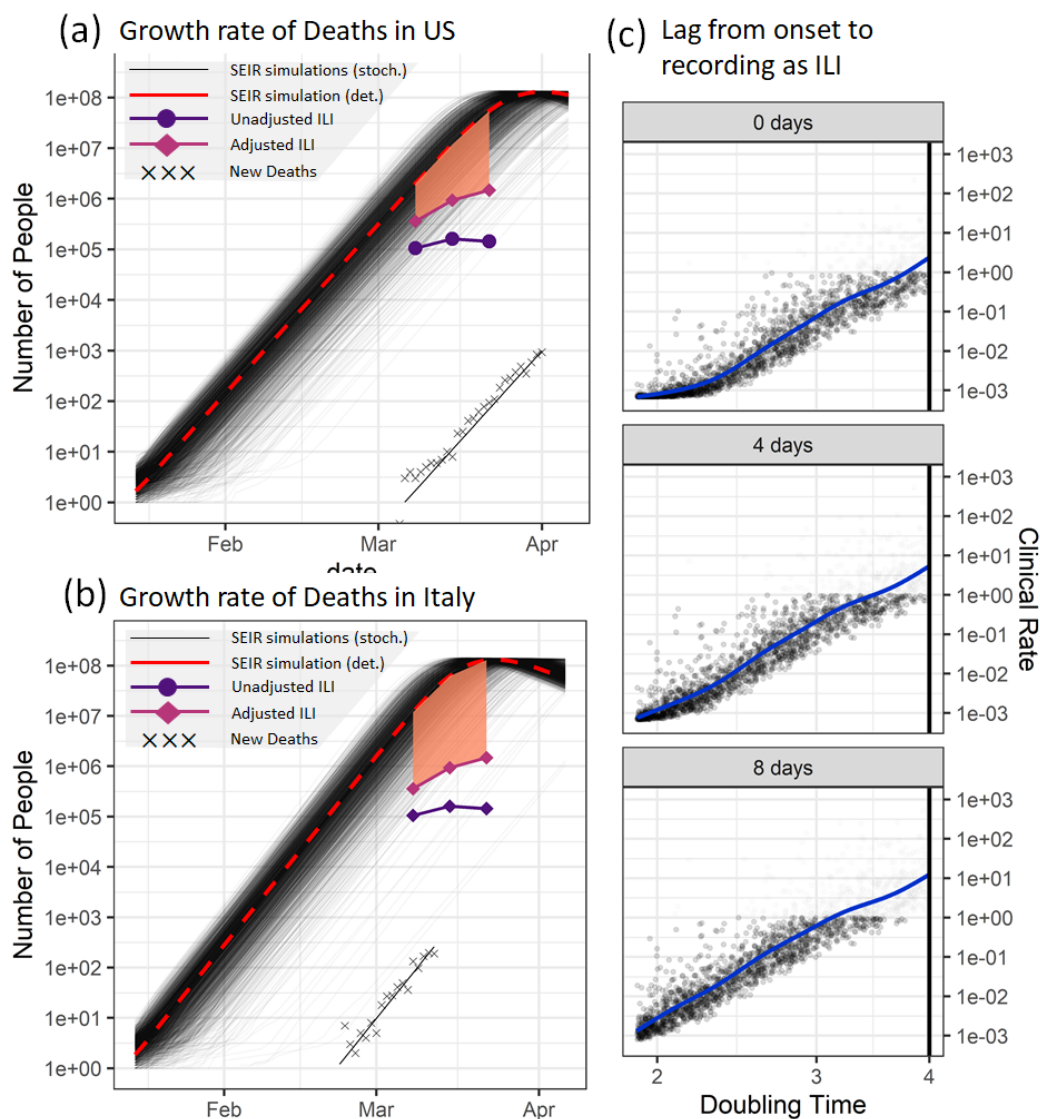 (a) Growth rate of Deaths in US
SEIR simulations (stoch.)
SEIR simulation (det.)
Unadjusted ILI
Adjusted ILI
New Deaths
Number of People
1e+08
1e+07
1e+06
1e+05
1e+04
1e+03
1e+02
1e+01
1e+00
Feb
Mar
Apr
date
(b) Growth rate of Deaths in Italy
SEIR simulations (stoch.)
SEIR simulation (det.)
Unadjusted ILI
Adjusted ILI
New Deaths
Number of People
1e+08
1e+07
1e+06
1e+05
1e+04
1e+03
1e+02
1e+01
1e+00
Feb
Mar
Apr
(c) Lag from onset to
recording as ILI
0 days
1e+03
1e+02
1e+01
1e+00
1e-01
1e-02
1e-03
4 days
1e+03
1e+02
1e+01
1e+00
1e-01
1e-02
1e-03
8 days
1e+03
1e+02
1e+01
1e+00
1e-01
1e-02
1e-03
Clinical Rate
2
3
4
Doubling Time